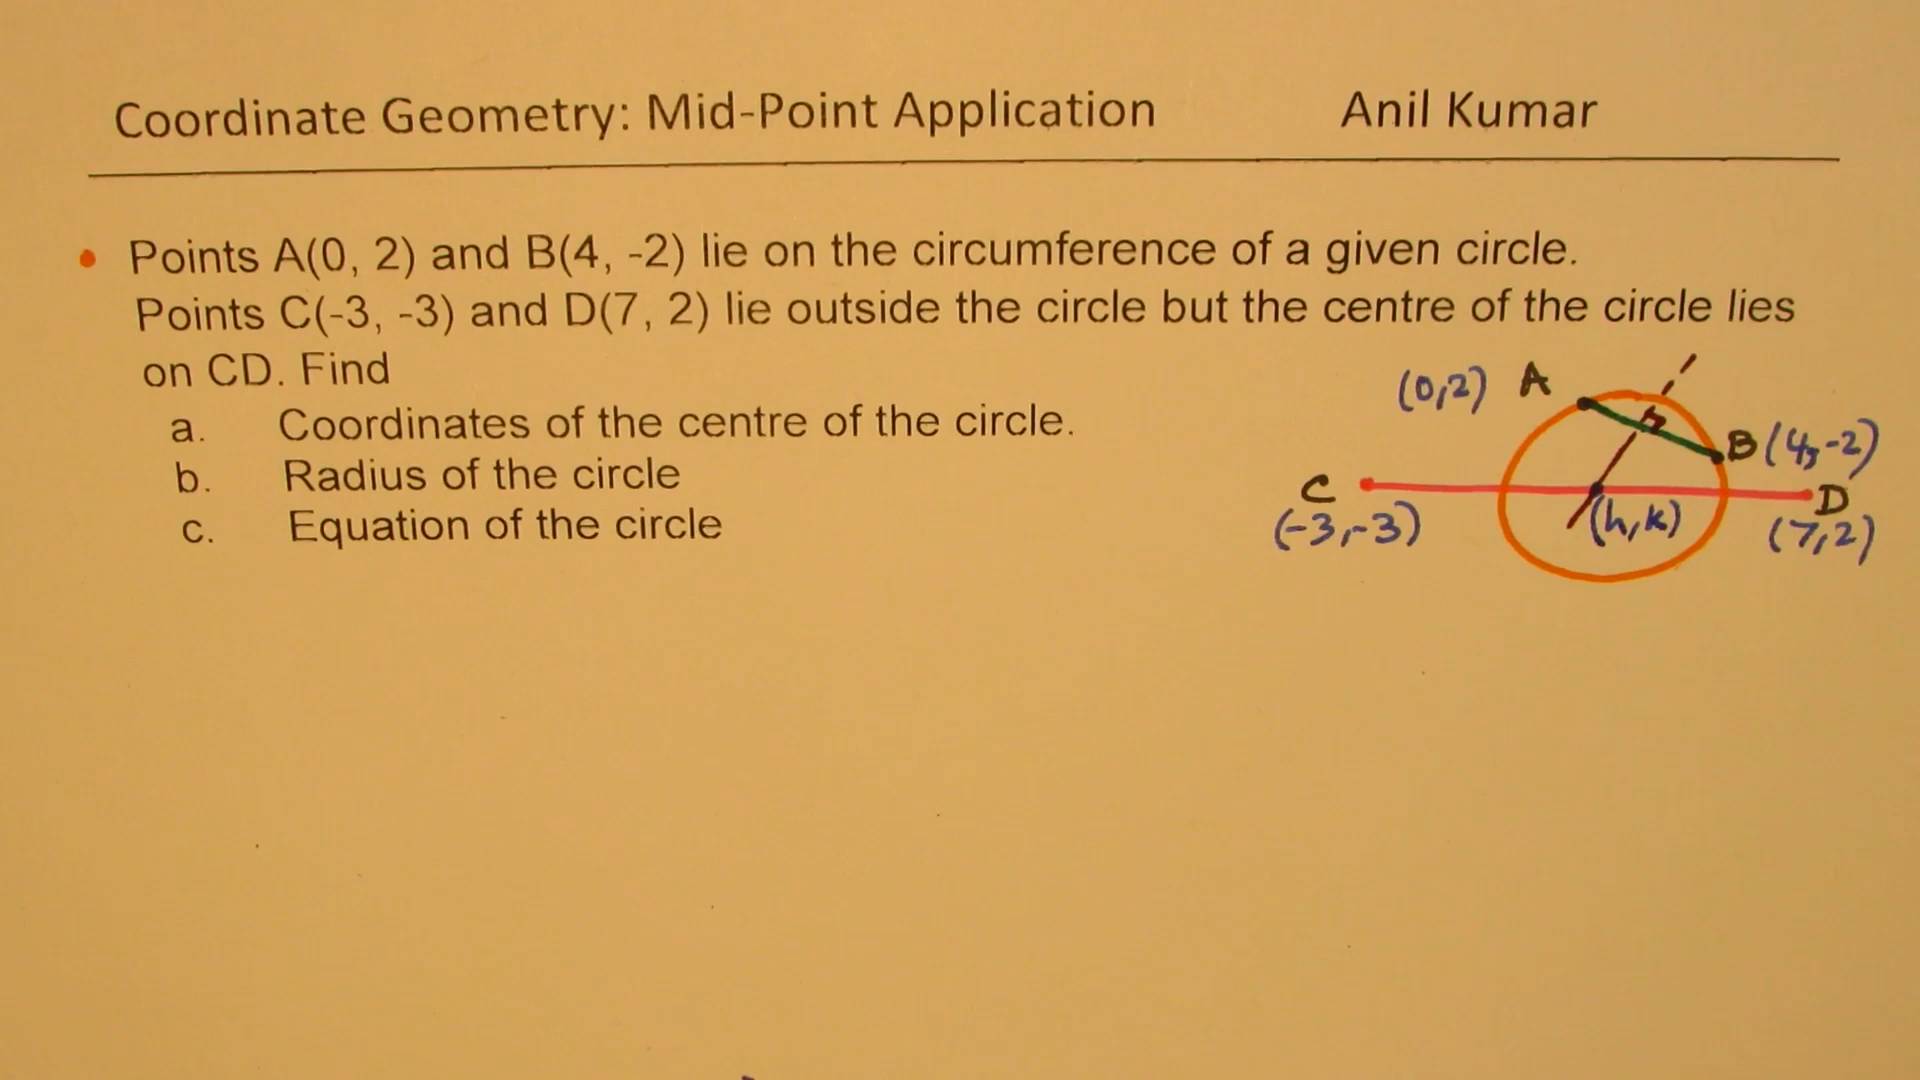 Coordinate Geometry: Mid-Point Application Anil Kumar
• Points A(0, 2) and B(4, -2) lie on the circumference of a given circle.
Points C(-3, -3) and D(7, 2) lie outside the circle but the centre of the circle lies
on CD. Find
a. Coordinates of the centre of the circle.
b. Radius of the circle
c. Equation of the circle
(0,2) A
B(4,-2)
C
D
(-3,-3)
(h,k)
(7,2)